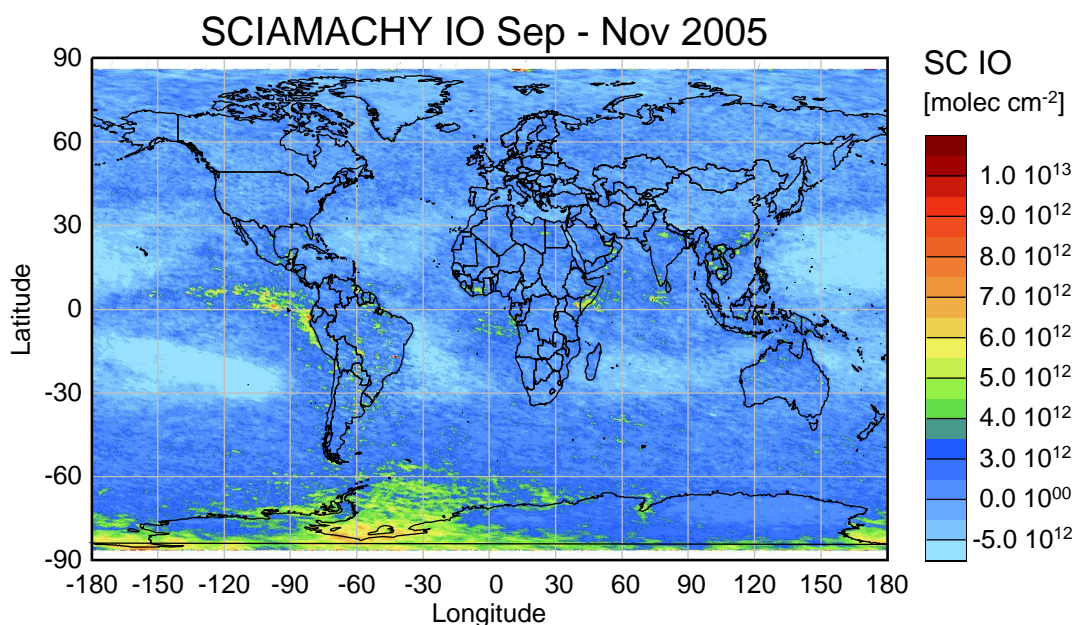 SCIAMACHY IO Sep - Nov 2005
SC IO
[molec cm-2]
90
60
30
0
-30
-60
-90
Latitude
-180 -150 -120 -90 -60 -30 0 30 60 90 120 150 180
Longitude
1.0 10¹³
9.0 10¹²
8.0 10¹²
7.0 10¹²
6.0 10¹²
5.0 10¹²
4.0 10¹²
3.0 10¹²
0.0 10⁰⁰
-5.0 10¹²